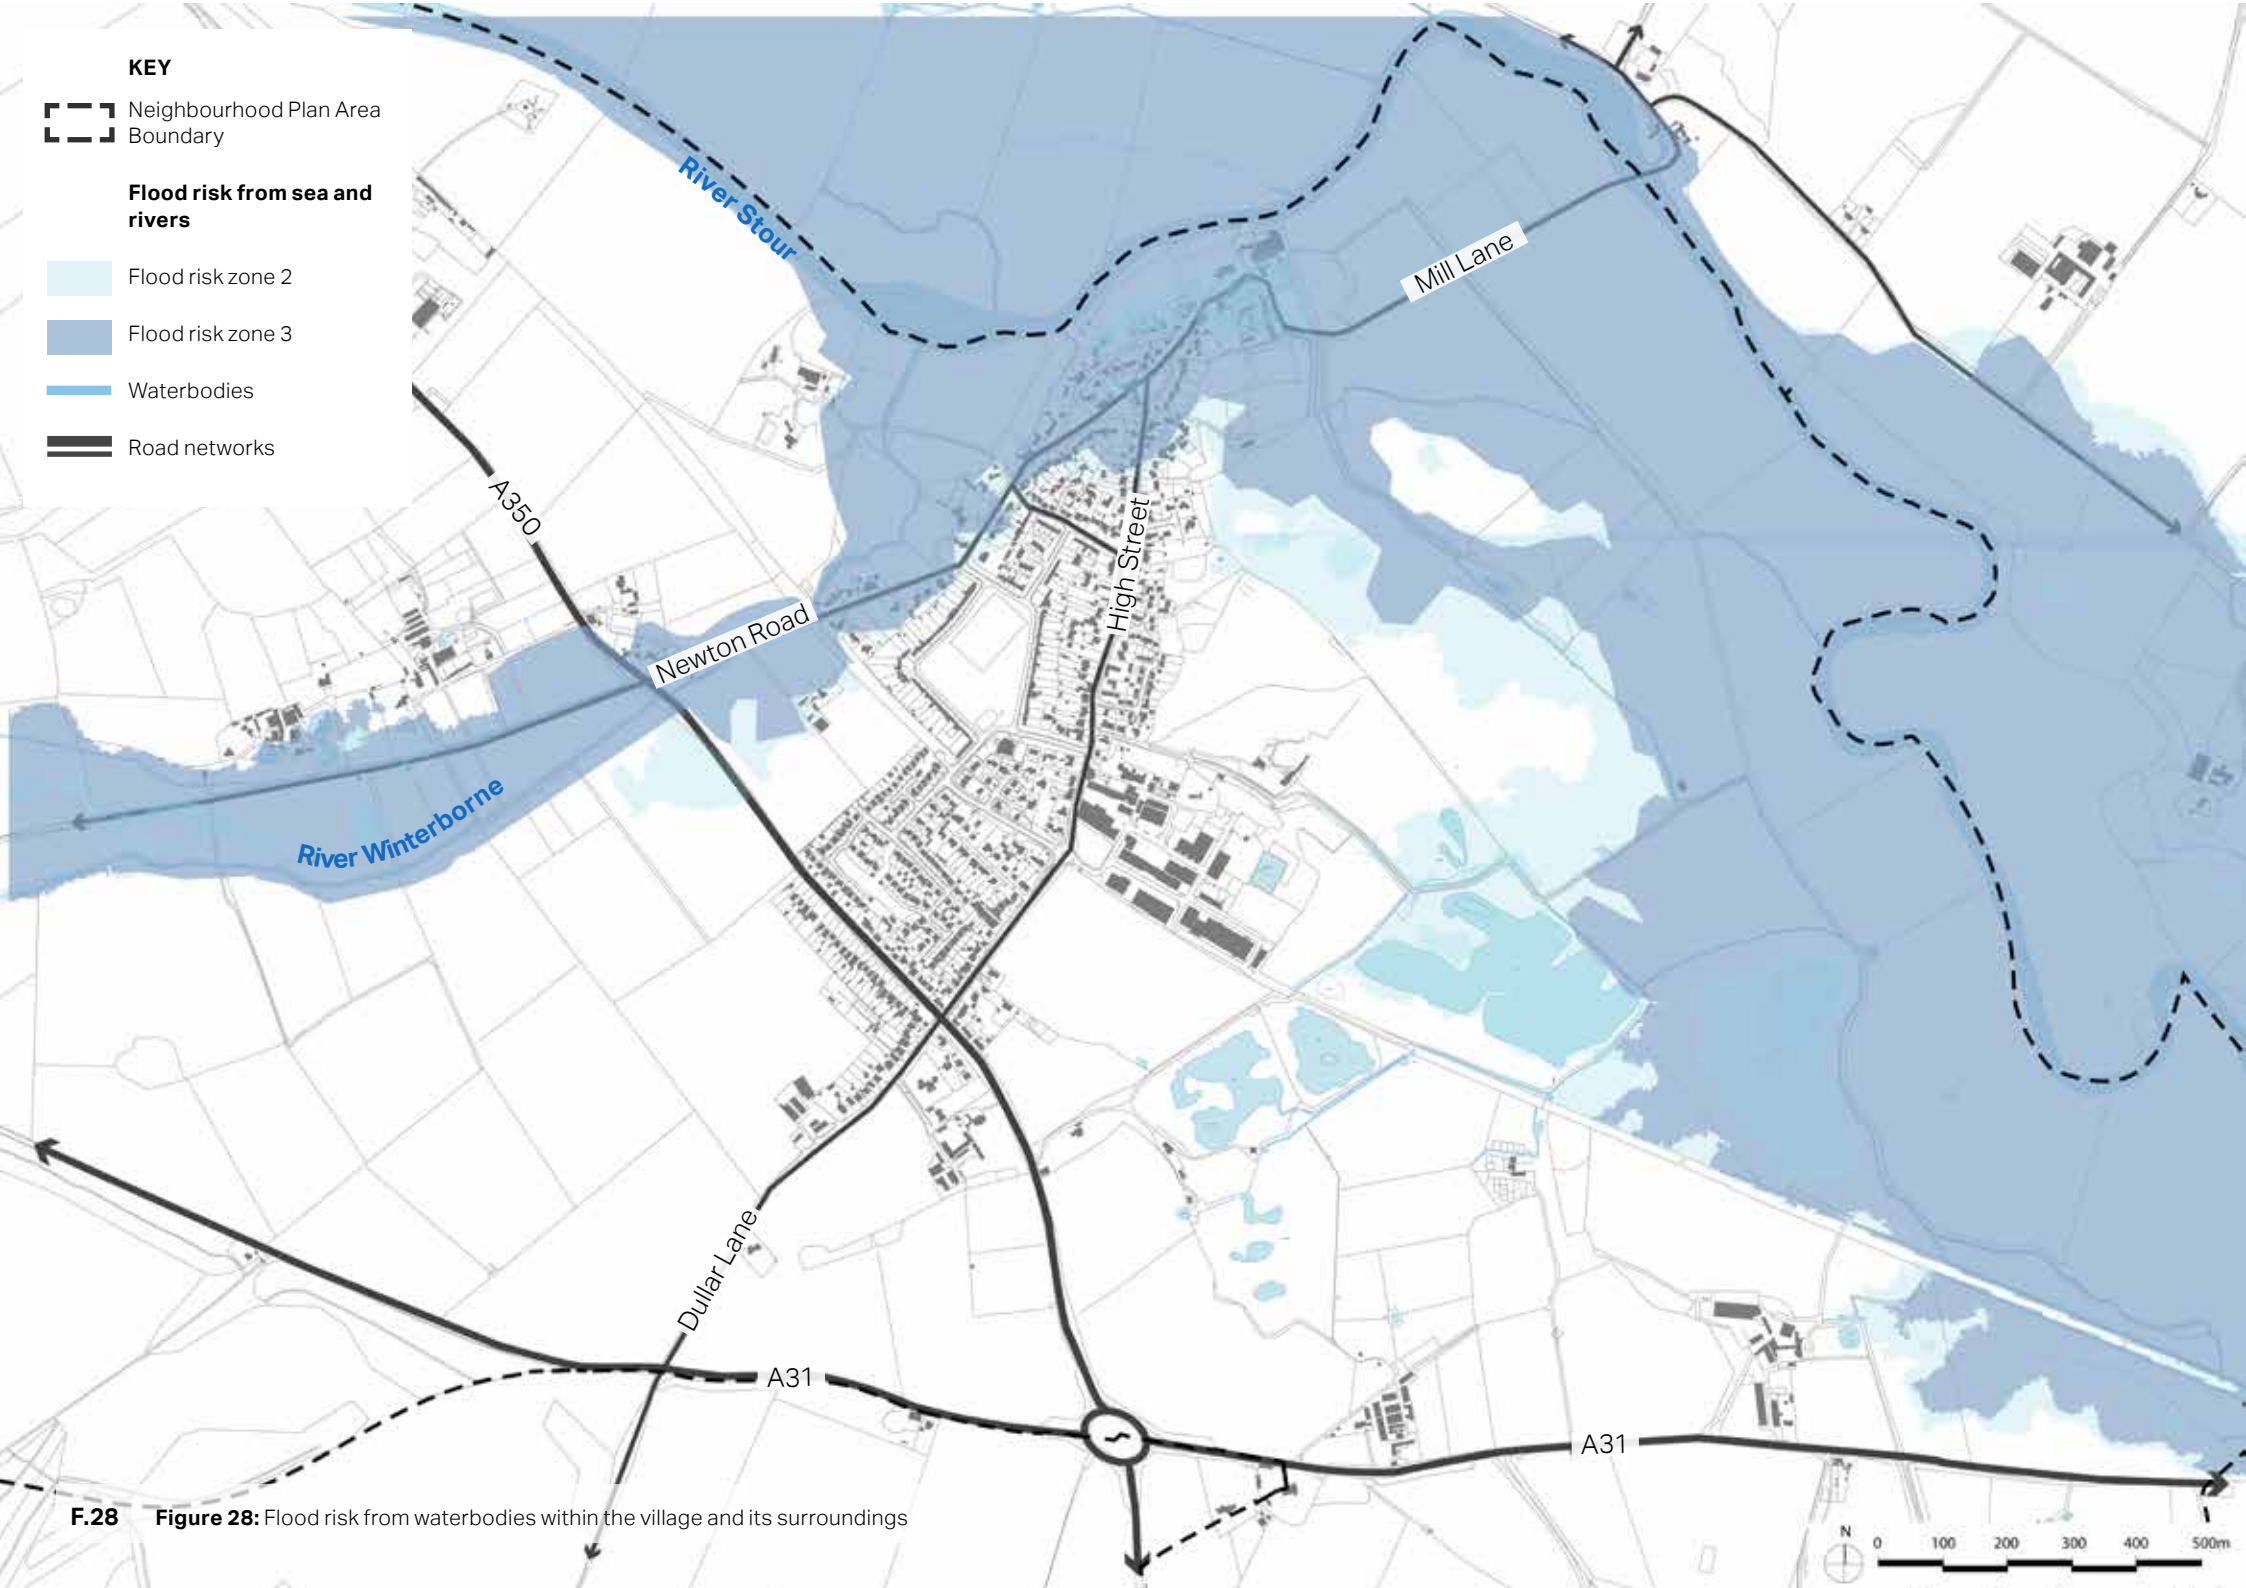 KEY
Neighbourhood Plan Area
Boundary
Flood risk from sea and
rivers
Flood risk zone 2
Flood risk zone 3
Waterbodies
Road networks
River Stour
Mill Lane
A350
High Street
Newton Road
River Winterborne
Dullar Lane
A31
A31
F.28 Figure 28: Flood risk from waterbodies within the village and its surroundings
N
0 100 200 300 400 500m